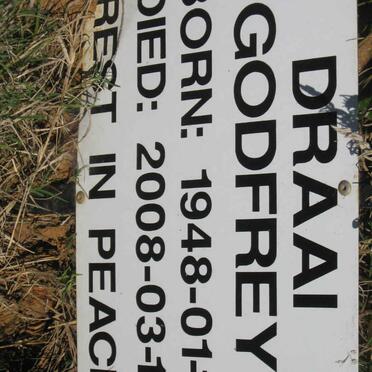 DRAAI
GODFREY
BORN: 1948-01-
DIED: 2008-03-1
REST IN PEAC